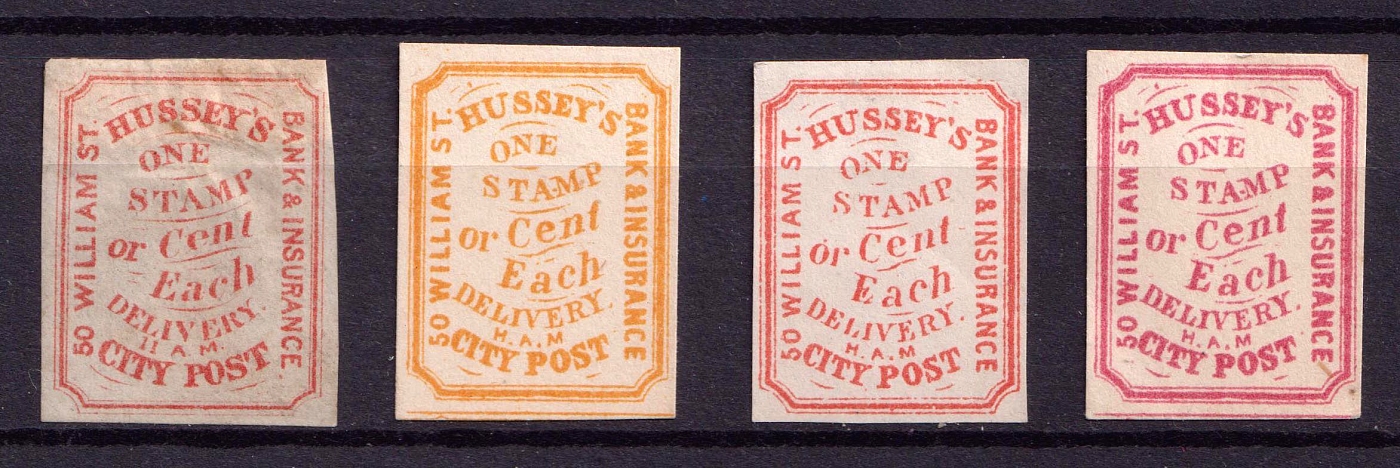 50 WILLIAM ST.
HUSSEY'S
ONE
STAMP
or Cent
Each
DELIVERY.
11 A.M.
CITY POST
BANK & INSURANCE
50 WILLIAM ST.
HUSSEY'S
ONE
STAMP
or Cent
Each
DELIVERY.
H.A.M
CITY POST
BANK & INSURANCE
50 WILLIAM ST.
HUSSEY'S
ONE
STAMP
or Cent
Each
DELIVERY.
H.A.M
CITY POST
BANK & INSURANCE
50 WILLIAM ST.
HUSSEY'S
ONE
STAMP
or Cent
Each
DELIVERY.
H.A.M
CITY POST
BANK & INSURANCE